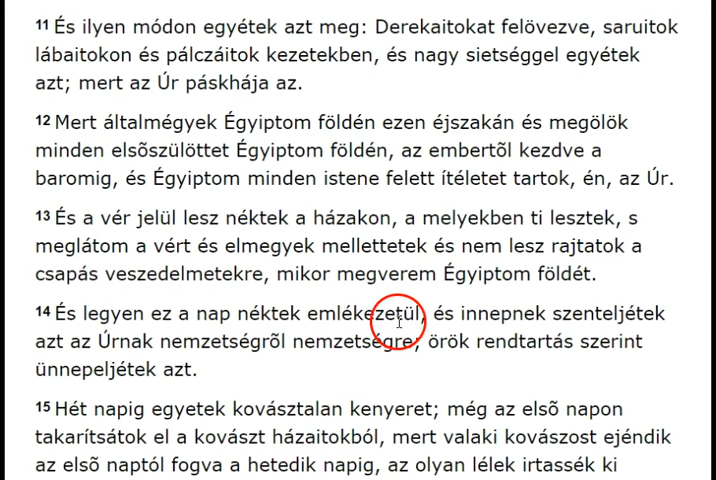 11 És ilyen módon egyétek azt meg: Derekaitokat felövezve, saruitok
lábaitokon és pálczáitok kezetekben, és nagy sietséggel egyétek
azt; mert az Úr páskhája az.
12 Mert általmégyek Égyiptom földén ezen éjszakán és megölök
minden elsõszülöttet Égyiptom földén, az embertõl kezdve a
baromig, és Égyiptom minden istene felett ítéletet tartok, én, az Úr.
13 És a vér jelül lesz néktek a házakon, a melyekben ti lesztek, s
meglátom a vért és elmegyek mellettetek és nem lesz rajtatok a
csapás veszedelmetekre, mikor megverem Égyiptom földét.
14 És legyen ez a nap néktek emlékezetül, és innepnek szenteljétek
azt az Úrnak nemzetségrõl nemzetségre; örök rendtartás szerint
ünnepeljétek azt.
15 Hét napig egyetek kovásztalan kenyeret; még az elsõ napon
takarítsátok el a kovászt házaitokból, mert valaki kovászost ejéndik
az elsõ naptól fogva a hetedik napig, az olyan lélek irtassék ki